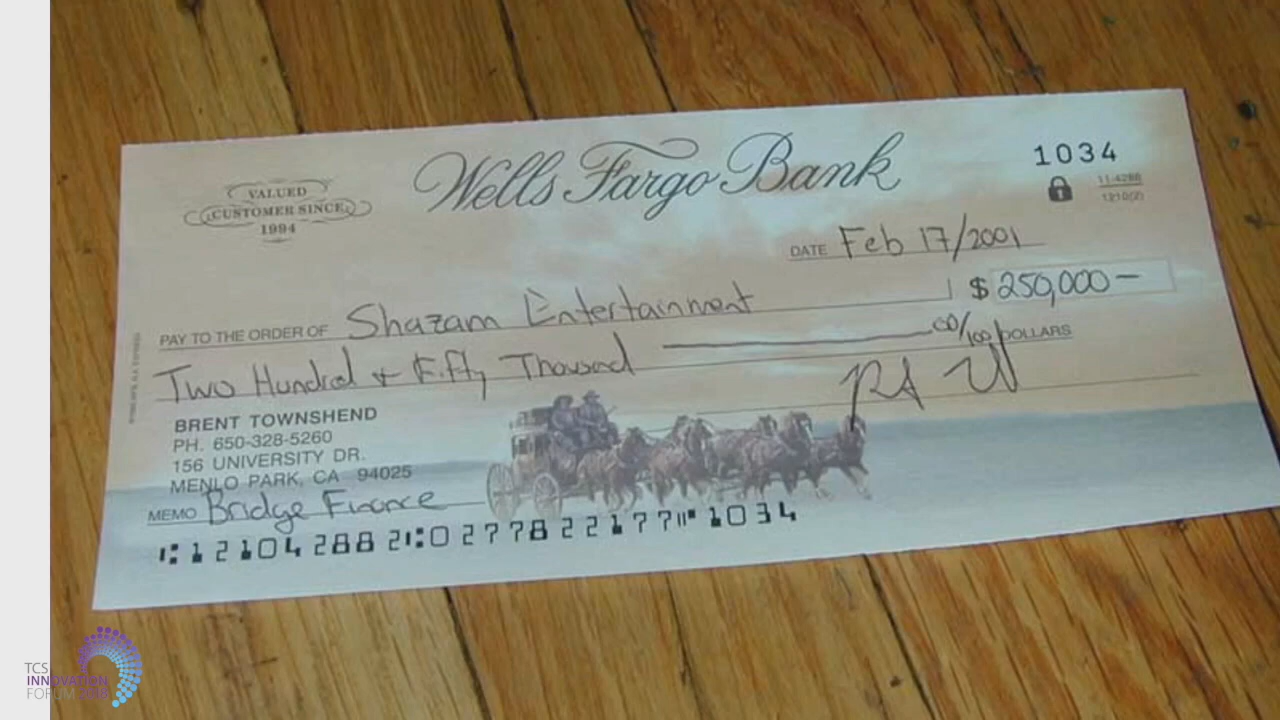 Wells Fargo Bank
1034
VALUED
CUSTOMER SINCE
1994
11-4288
1210(2)
DATE Feb 17/2001
PAY TO THE ORDER OF Shazam Entertainment $ 250,000 —
Two Hundred & Fifty Thousand 00/100 DOLLARS
BRENT TOWNSHEND
PH. 650-328-5260
156 UNIVERSITY DR.
MENLO PARK, CA 94025
MEMO Bridge Finance
⑆121042882⑆0277822177⑈1034
TCS
INNOVATION
FORUM 2018